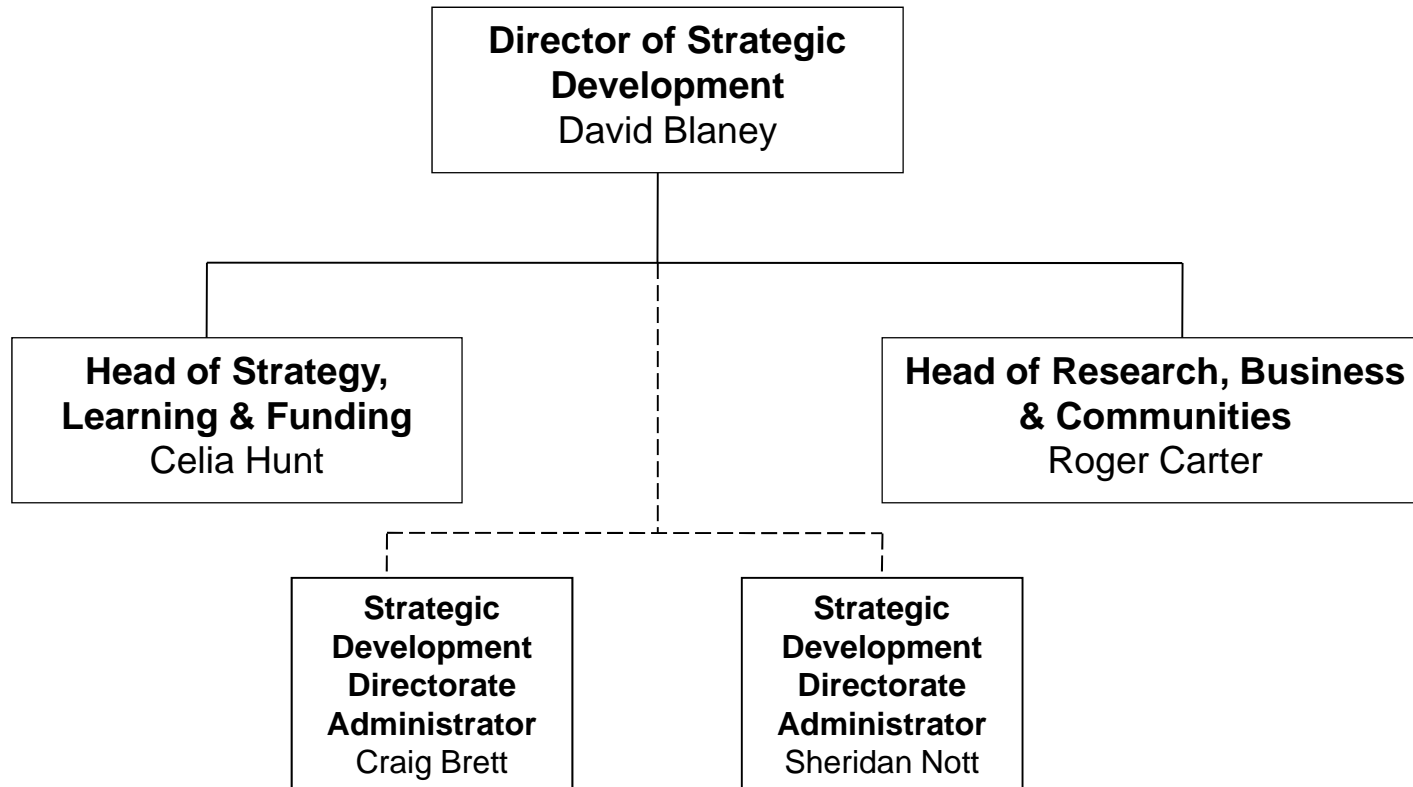 Director of Strategic
Development
David Blaney
Head of Strategy,
Learning & Funding
Celia Hunt
Head of Research, Business
& Communities
Roger Carter
Strategic
Development
Directorate
Administrator
Craig Brett
Strategic
Development
Directorate
Administrator
Sheridan Nott